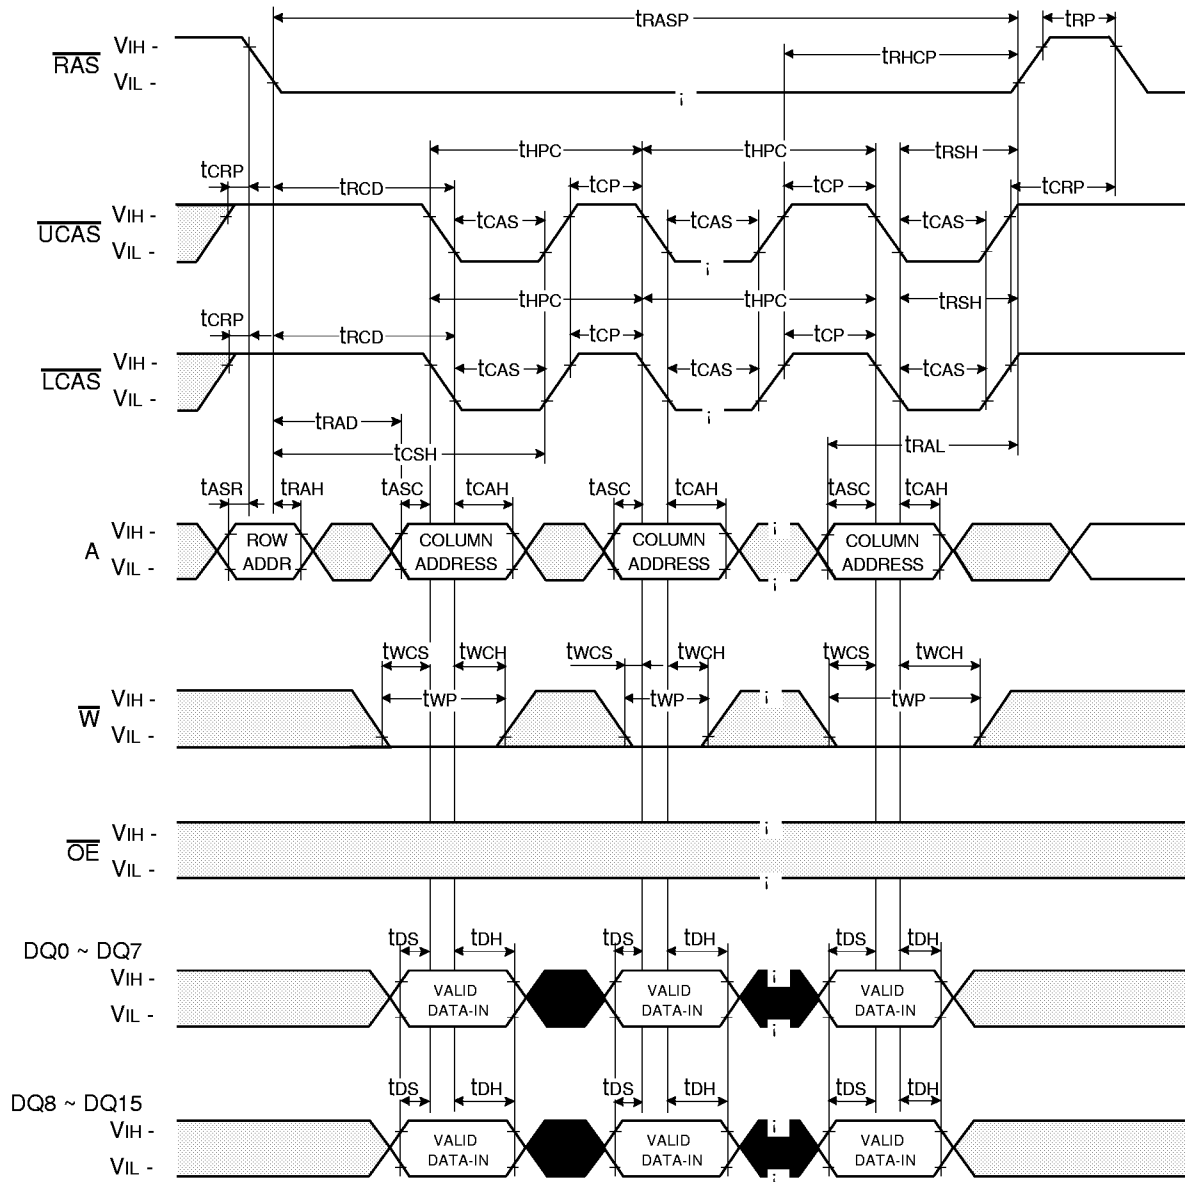 tRASP
tRP
RAS
VIH -
VIL -
tRHCP
¡
tHPC
tHPC
tRSH
tCRP
tRCD
tCP
tCP
tCRP
UCAS
VIH -
VIL -
tCAS
tCAS
tCAS
¡
tHPC
tHPC
tRSH
tCRP
tRCD
tCP
tCP
LCAS
VIH -
VIL -
tCAS
tCAS
tCAS
¡
tRAD
tCSH
tRAL
tASR
tRAH
tASC
tCAH
tASC
tCAH
tASC
tCAH
A
VIH -
VIL -
ROW
ADDR
COLUMN
ADDRESS
COLUMN
ADDRESS
¡
¡
COLUMN
ADDRESS
tWCS
tWCH
tWCS
tWCH
tWCS
tWCH
W
VIH -
VIL -
tWP
tWP
¡
tWP
OE
VIH -
VIL -
¡
¡
DQ0 ~ DQ7
tDS
tDH
tDS
tDH
tDS
tDH
VIH -
VIL -
VALID
DATA-IN
VALID
DATA-IN
¡
¡
VALID
DATA-IN
DQ8 ~ DQ15
tDS
tDH
tDS
tDH
tDS
tDH
VIH -
VIL -
VALID
DATA-IN
VALID
DATA-IN
¡
¡
VALID
DATA-IN